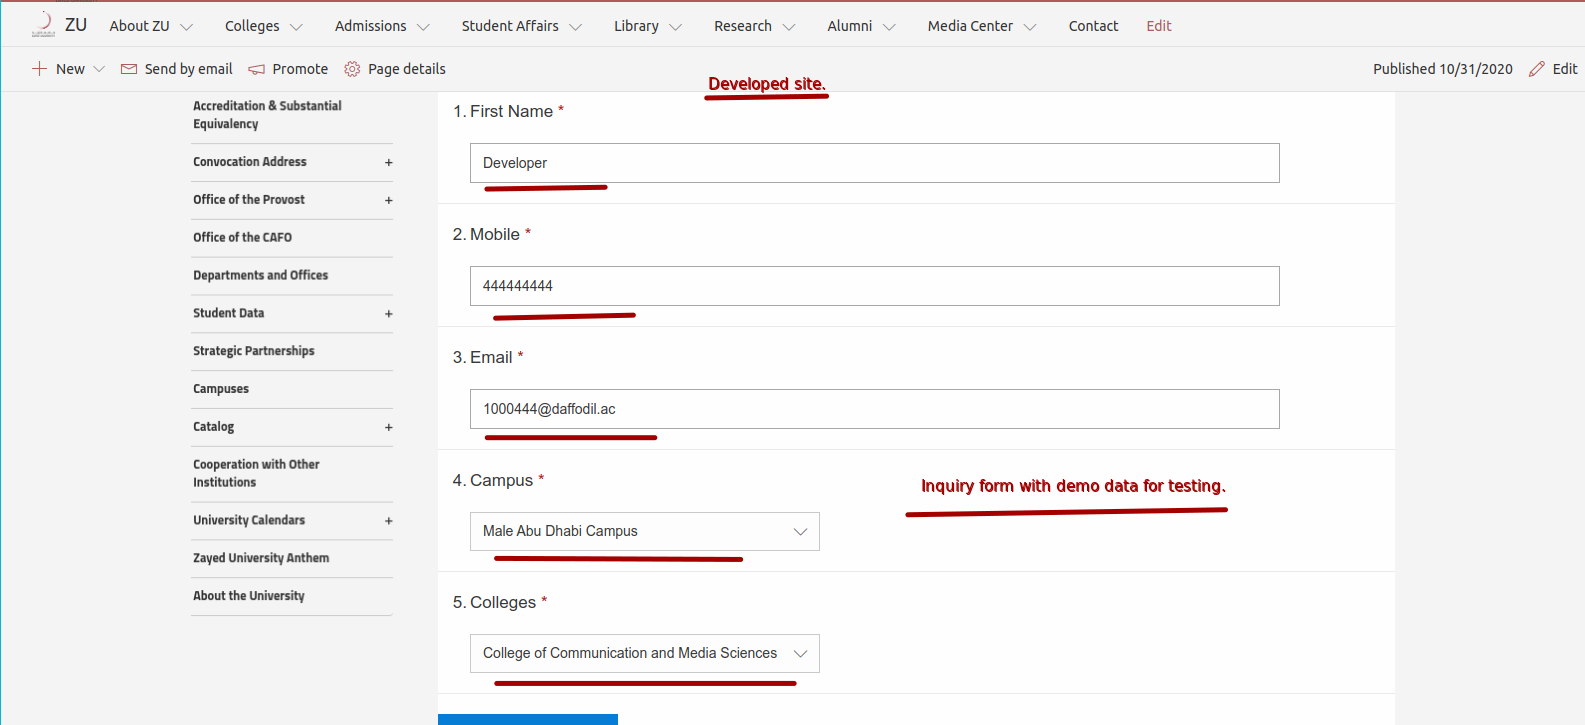 ZU About ZU Colleges Admissions Student Affairs Library Research Alumni Media Center Contact Edit
New Send by email Promote Page details Published 10/31/2020 Edit
Developed site.
Accreditation & Substantial
Equivalency
Convocation Address +
Office of the Provost +
Office of the CAFO
Departments and Offices
Student Data +
Strategic Partnerships
Campuses
Catalog +
Cooperation with Other
Institutions
University Calendars +
Zayed University Anthem
About the University
1. First Name *
Developer
2. Mobile *
444444444
3. Email *
1000444@daffodil.ac
4. Campus *
Male Abu Dhabi Campus
Inquiry form with demo data for testing.
5. Colleges *
College of Communication and Media Sciences